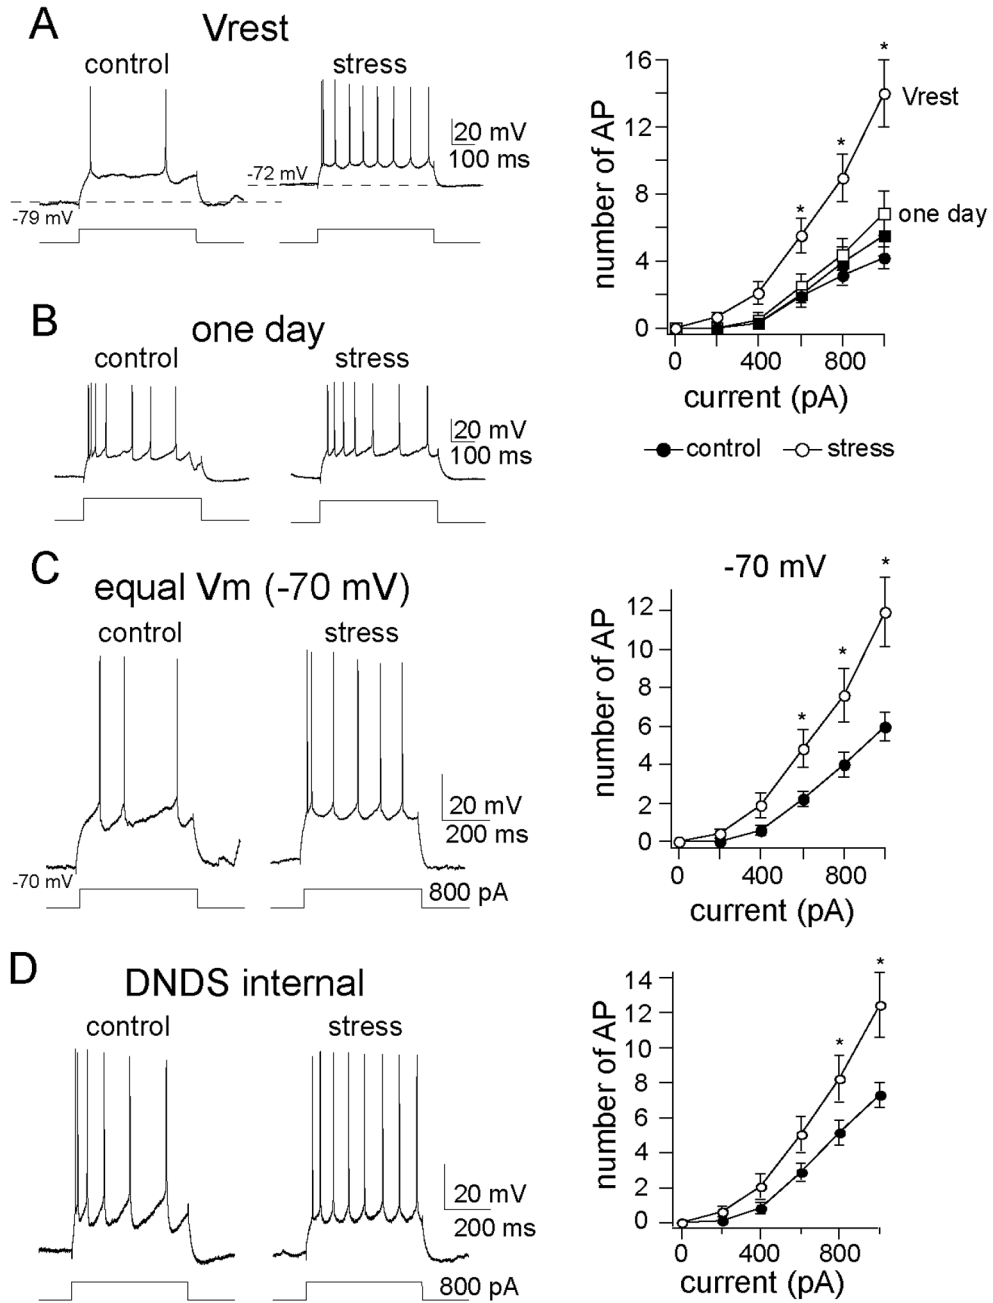 A
Vrest
control
stress
-79 mV
-72 mV
20 mV
100 ms
number of AP
16
12
8
4
0
*
*
*
Vrest
one day
0
400
800
current (pA)
control
stress
B
one day
control
stress
20 mV
100 ms
C
equal Vm (-70 mV)
control
stress
-70 mV
20 mV
200 ms
800 pA
-70 mV
number of AP
12
10
8
6
4
2
0
*
*
*
0
400
800
current (pA)
D
DNDS internal
control
stress
20 mV
200 ms
800 pA
number of AP
14
12
10
8
6
4
2
0
*
*
0
400
800
current (pA)